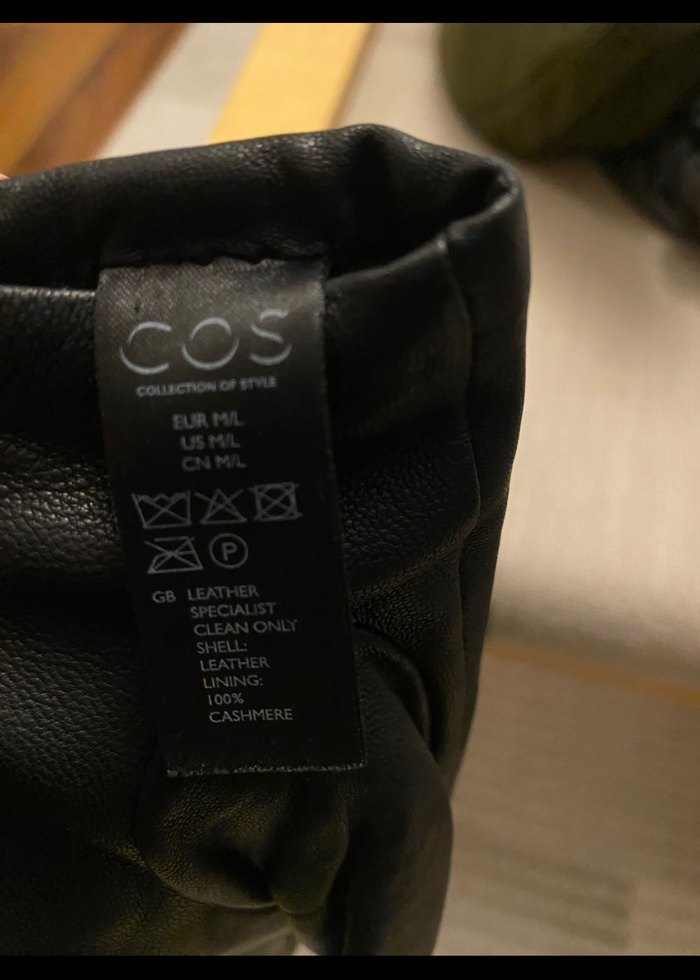 COS
COLLECTION OF STYLE
EUR M/L
US M/L
CN M/L
P
GB LEATHER
SPECIALIST
CLEAN ONLY
SHELL:
LEATHER
LINING:
100%
CASHMERE